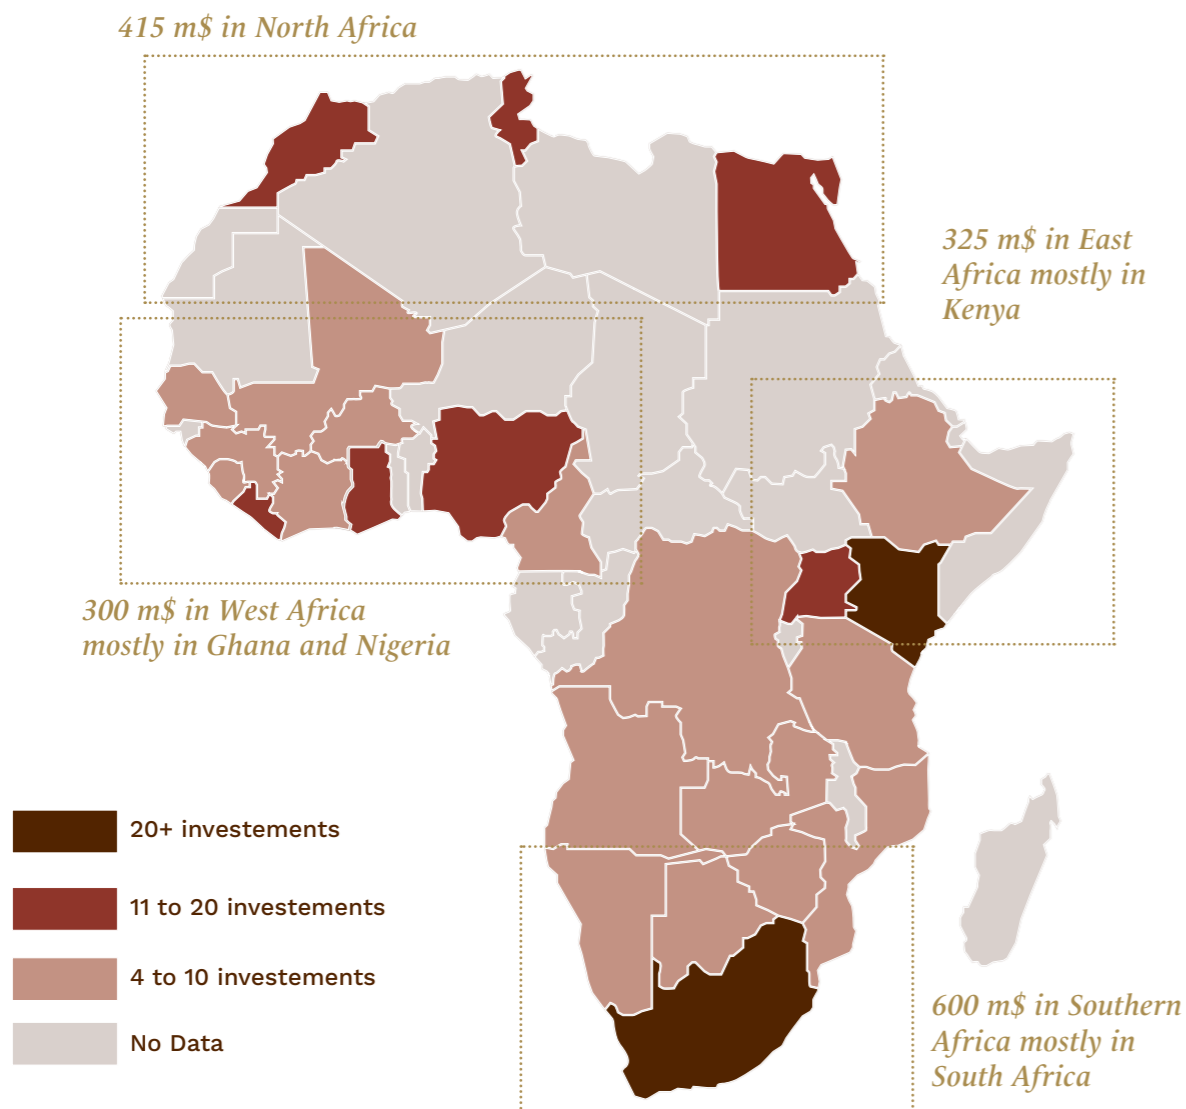 415 m$ in North Africa
325 m$ in East
Africa mostly in
Kenya
300 m$ in West Africa
mostly in Ghana and Nigeria
20+ investements
11 to 20 investements
4 to 10 investements
No Data
600 m$ in Southern
Africa mostly in
South Africa